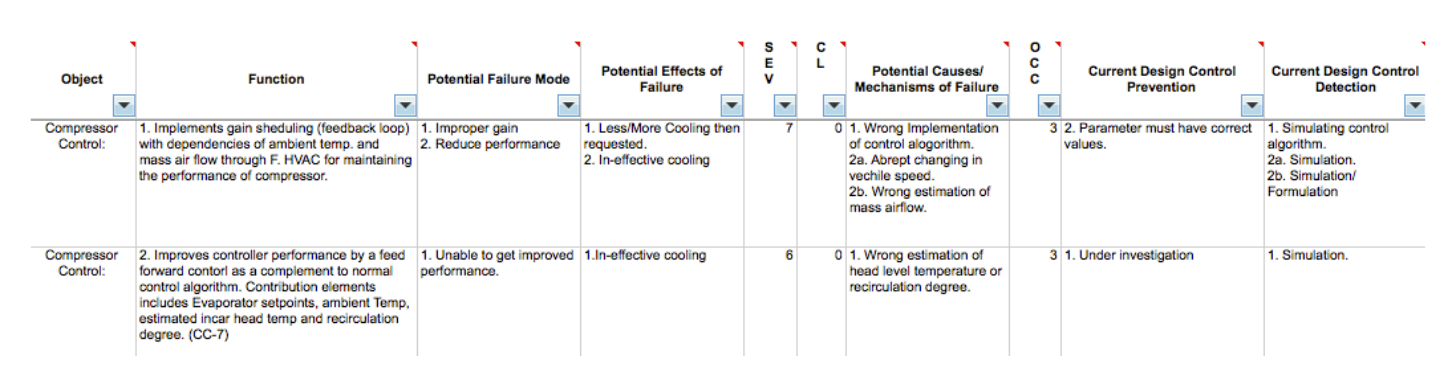 Object
Function
Potential Failure Mode
Potential Effects of
Failure
S
E
V
C
L
Potential Causes/
Mechanisms of Failure
O
C
C
Current Design Control
Prevention
Current Design Control
Detection
Compressor
Control:
1. Implements gain sheduling (feedback loop)
with dependencies of ambient temp. and
mass air flow through F. HVAC for maintaining
the performance of compressor.
1. Improper gain
2. Reduce performance
1. Less/More Cooling then
requested.
2. In-effective cooling
7
0
1. Wrong Implementation
of control alogorithm.
2a. Abrept changing in
vechile speed.
2b. Wrong estimation of
mass airflow.
3
2. Parameter must have correct
values.
1. Simulating control
algorithm.
2a. Simulation.
2b. Simulation/
Formulation
Compressor
Control:
2. Improves controller performance by a feed
forward contorl as a complement to normal
control algorithm. Contribution elements
includes Evaporator setpoints, ambient Temp,
estimated incar head temp and recirculation
degree. (CC-7)
1. Unable to get improved
performance.
1.In-effective cooling
6
0
1. Wrong estimation of
head level temperature or
recirculation degree.
3
1. Under investigation
1. Simulation.